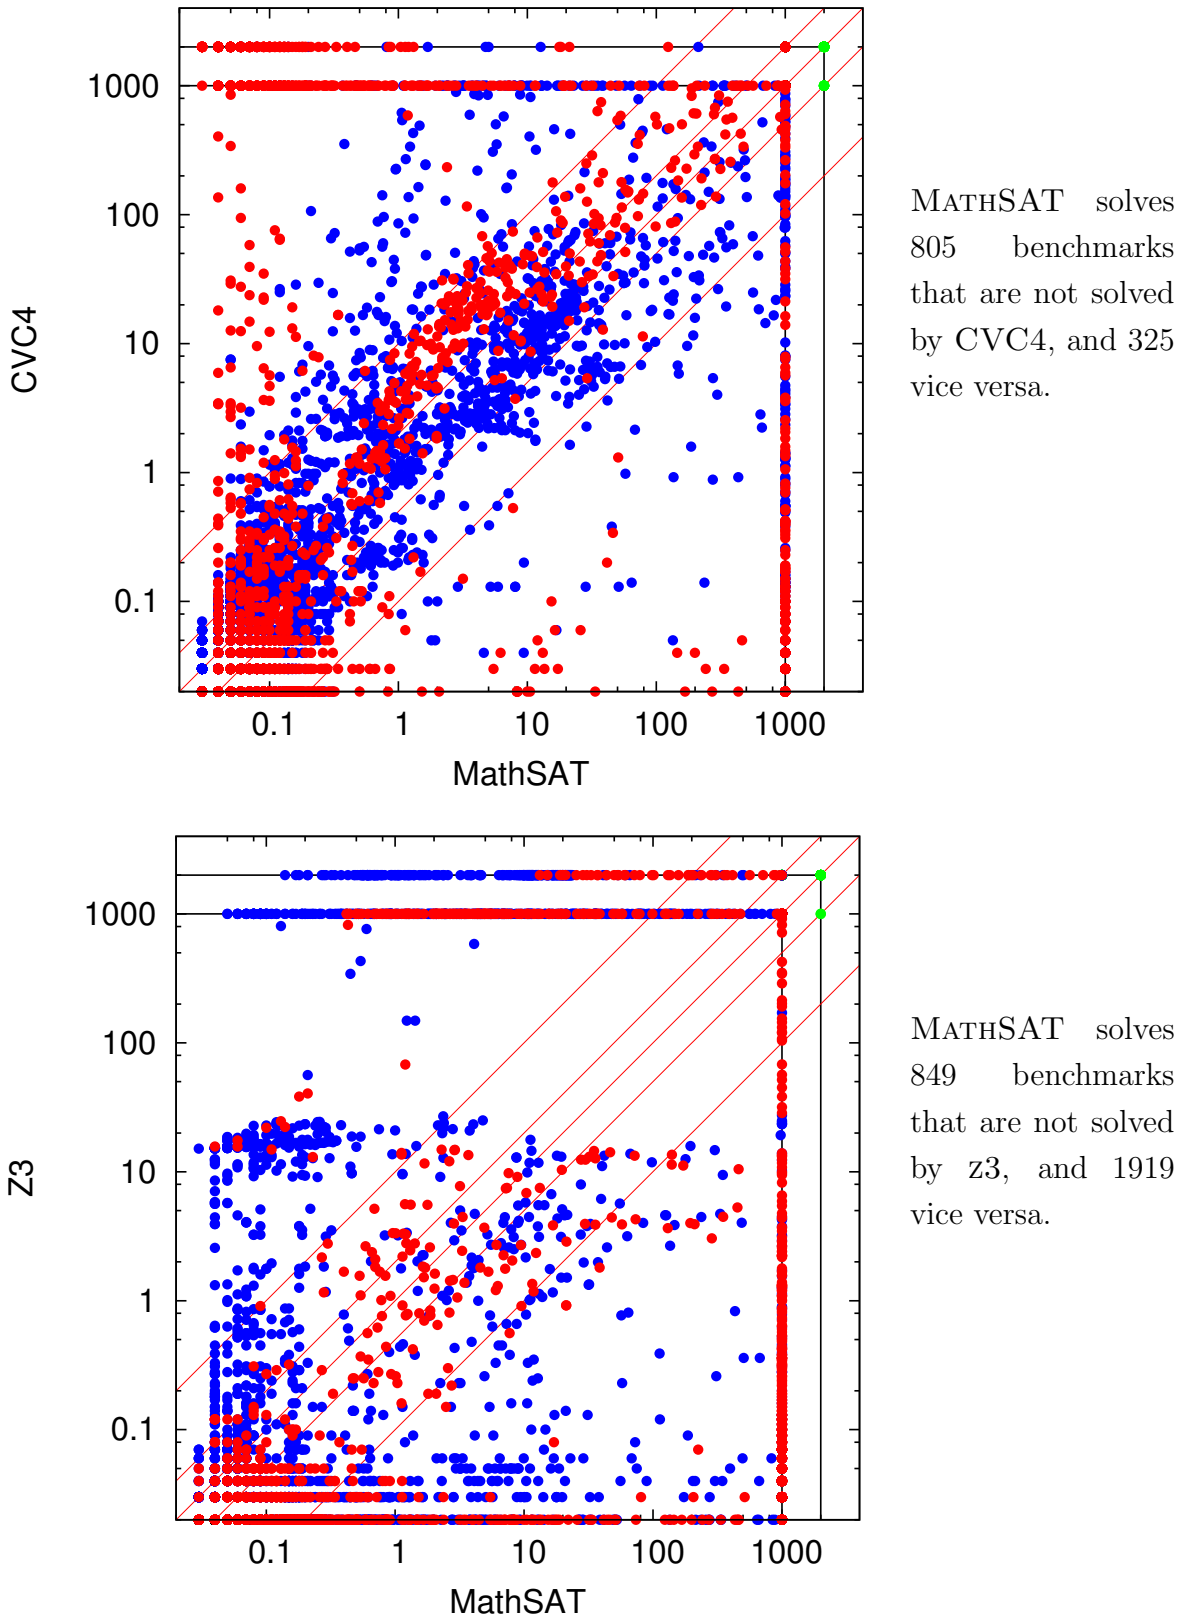 1000
100
10
1
0.1
CVC4
0.1 1 10 100 1000
MathSAT
MATHSAT solves
805 benchmarks
that are not solved
by CVC4, and 325
vice versa.
1000
100
10
1
0.1
Z3
0.1 1 10 100 1000
MathSAT
MATHSAT solves
849 benchmarks
that are not solved
by Z3, and 1919
vice versa.